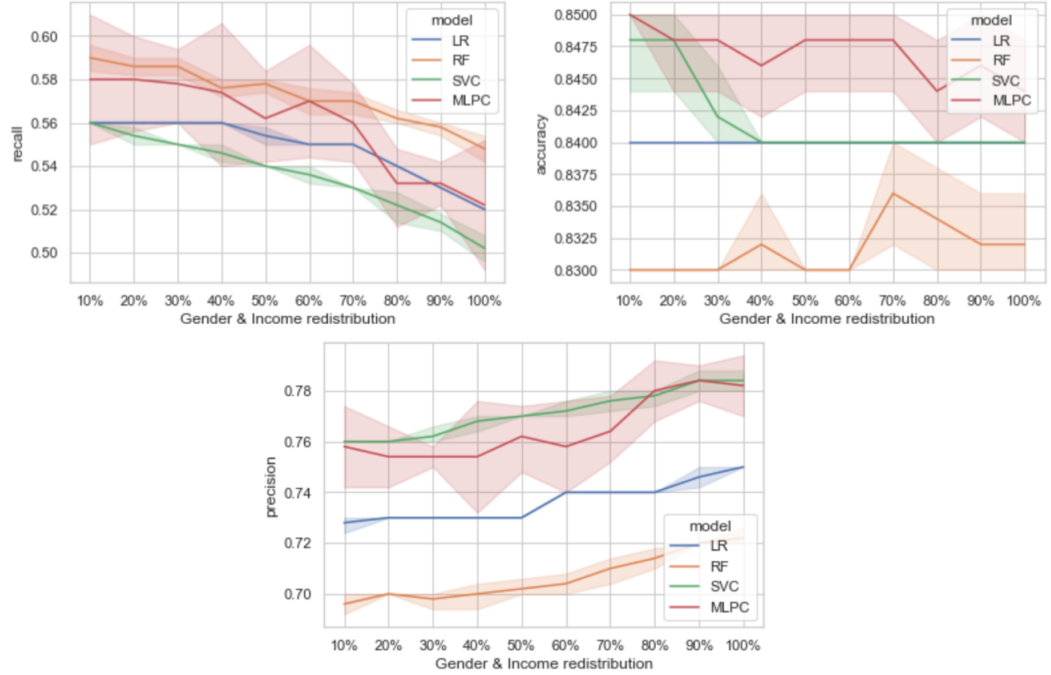 model
LR
RF
SVC
MLPC
0.60
0.58
0.56
0.54
0.52
0.50
recall
10% 20% 30% 40% 50% 60% 70% 80% 90% 100%
Gender & Income redistribution
model
LR
RF
SVC
MLPC
0.8500
0.8475
0.8450
0.8425
0.8400
0.8375
0.8350
0.8325
0.8300
accuracy
10% 20% 30% 40% 50% 60% 70% 80% 90% 100%
Gender & Income redistribution
0.78
0.76
0.74
0.72
0.70
precision
model
LR
RF
SVC
MLPC
10% 20% 30% 40% 50% 60% 70% 80% 90% 100%
Gender & Income redistribution